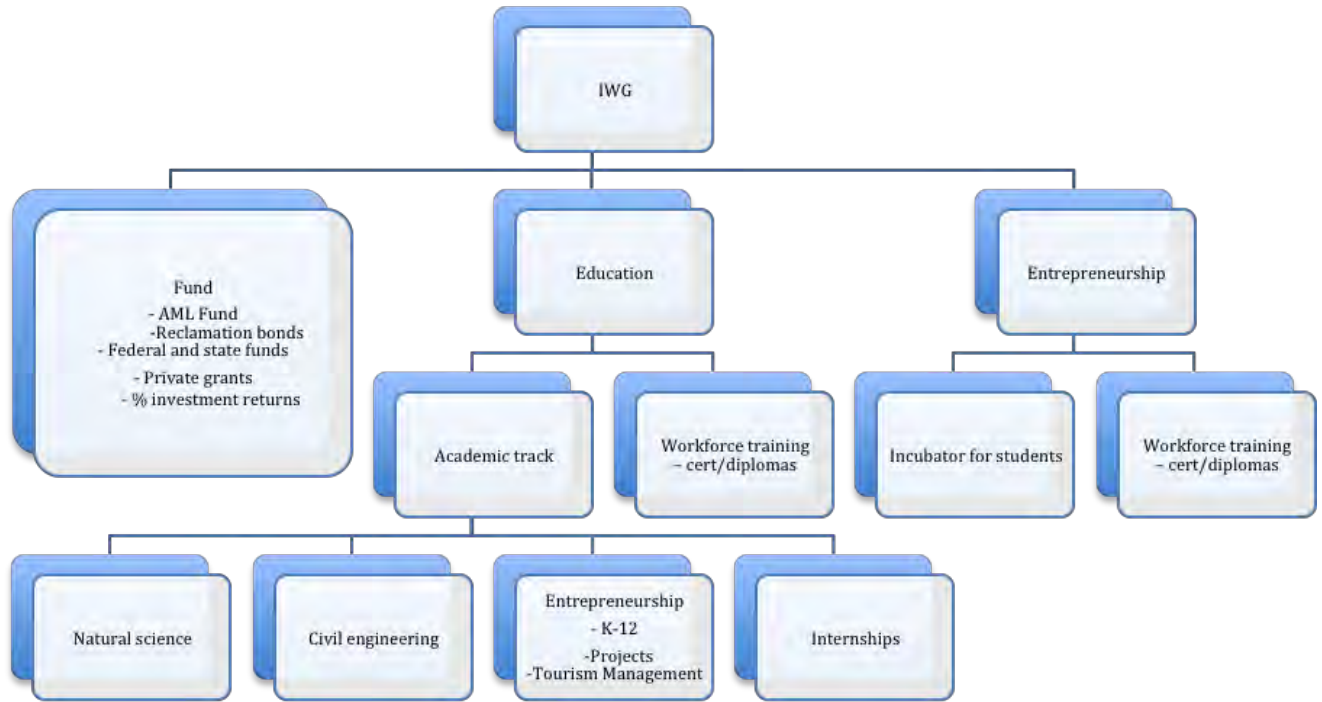 IWG
Fund
- AML Fund
-Reclamation bonds
- Federal and state funds
- Private grants
- % investment returns
Education
Entrepreneurship
Academic track
Workforce training
– cert/diplomas
Incubator for students
Workforce training
– cert/diplomas
Natural science
Civil engineering
Entrepreneurship
- K-12
-Projects
-Tourism Management
Internships